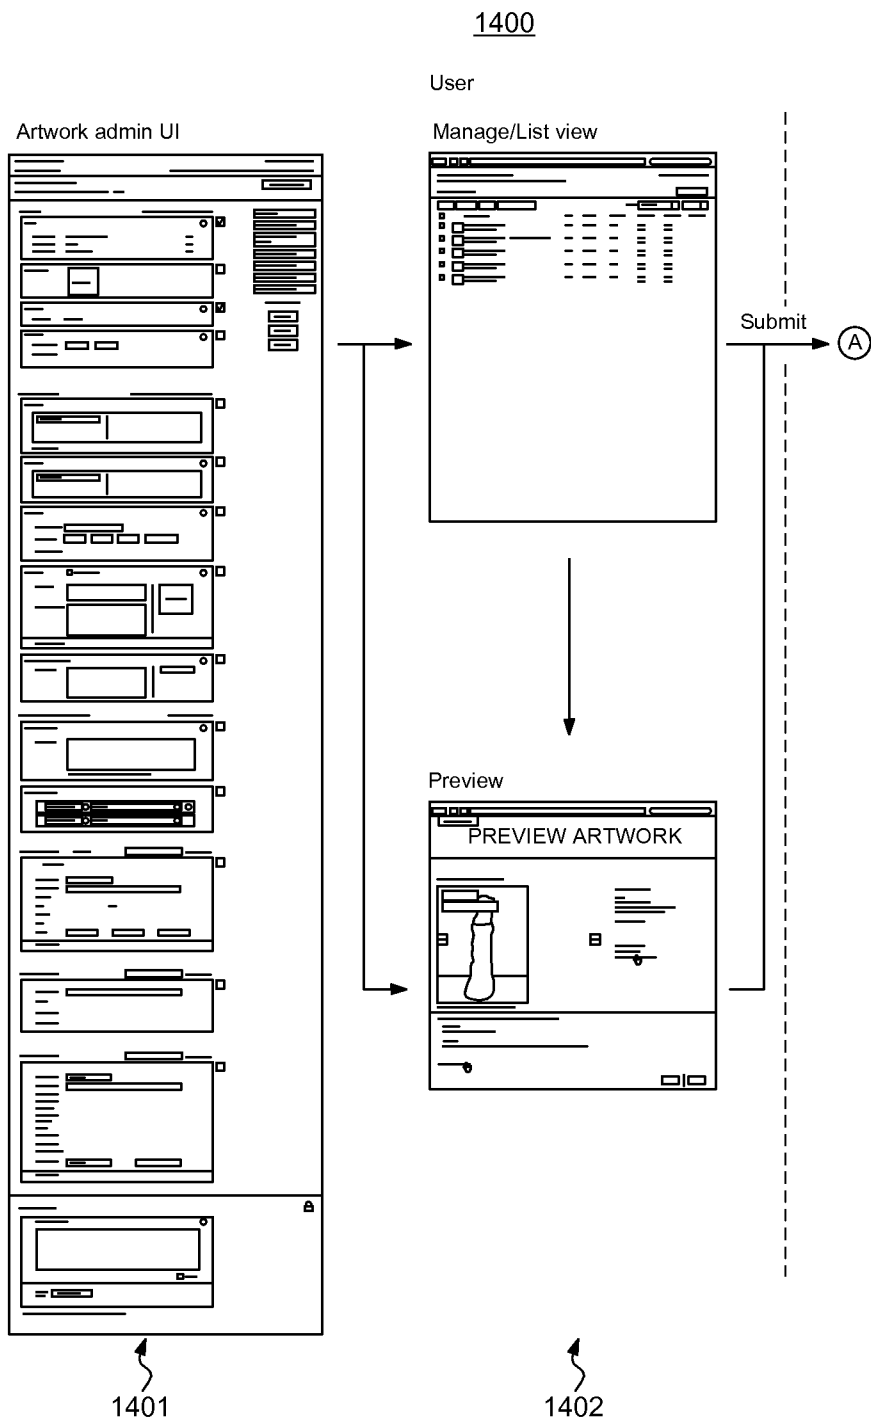 1400
User
Artwork admin UI
Manage/List view
Submit
A
Preview
PREVIEW ARTWORK
1401
1402